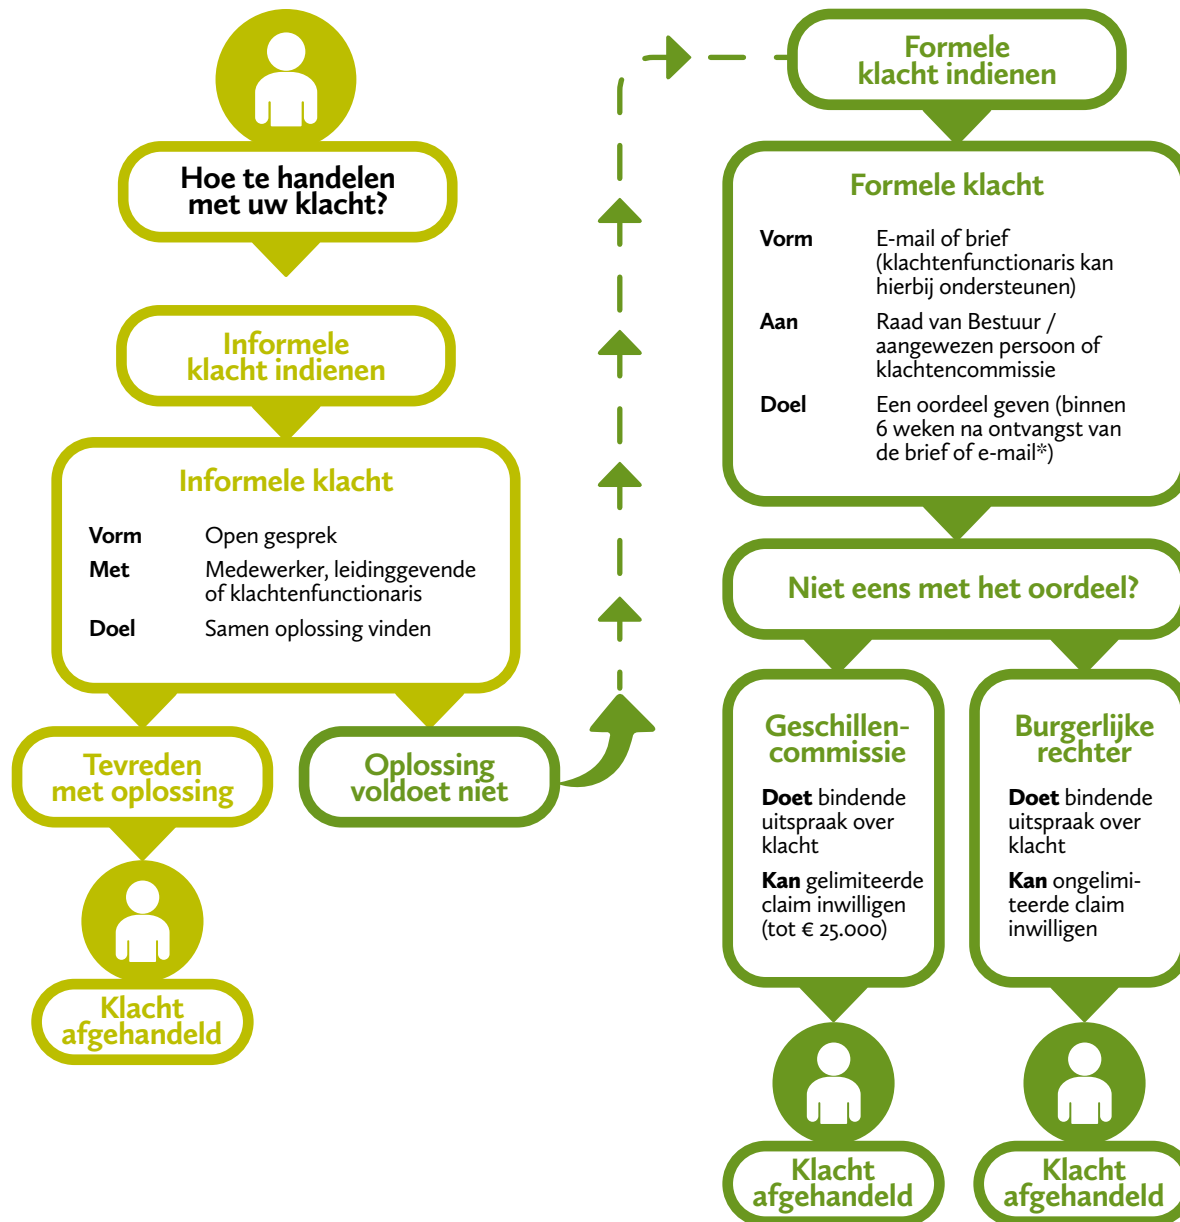 Hoe te handelen
met uw klacht?
Informele
klacht indienen
Informele klacht
Vorm Open gesprek
Met Medewerker, leidinggevende
of klachtenfunctionaris
Doel Samen oplossing vinden
Tevreden
met oplossing
Oplossing
voldoet niet
Klacht
afgehandeld
Formele
klacht indienen
Formele klacht
Vorm E-mail of brief
(klachtenfunctionaris kan
hierbij ondersteunen)
Aan Raad van Bestuur /
aangewezen persoon of
klachtencommissie
Doel Een oordeel geven (binnen
6 weken na ontvangst van
de brief of e-mail*)
Niet eens met het oordeel?
Geschillen-
commissie
Doet bindende
uitspraak over
klacht
Kan gelimiteerde
claim inwilligen
(tot € 25.000)
Klacht
afgehandeld
Burgerlijke
rechter
Doet bindende
uitspraak over
klacht
Kan ongelimi-
teerde claim
inwilligen
Klacht
afgehandeld